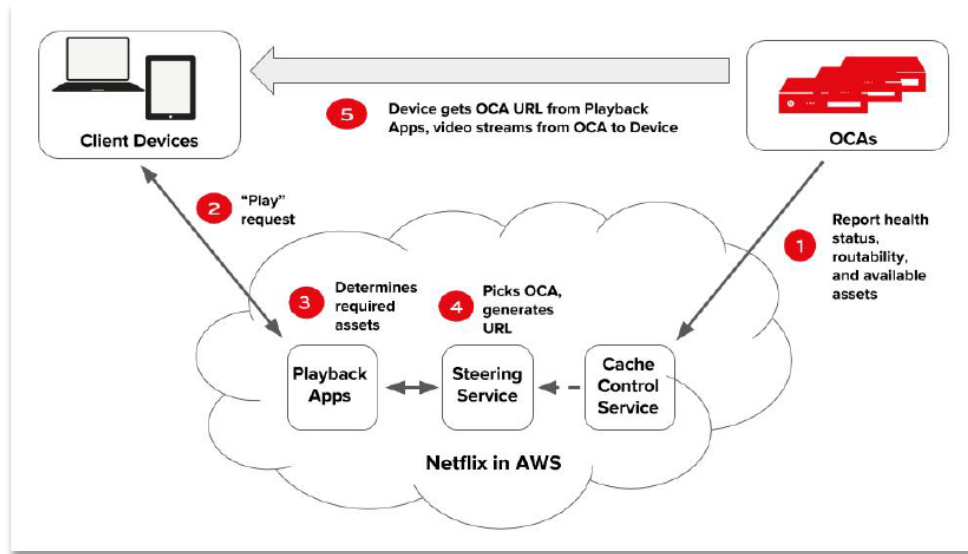 Client Devices
OCAs
5
Device gets OCA URL from Playback
Apps, video streams from OCA to Device
2
“Play”
request
1
Report health
status,
routability,
and available
assets
3
Determines
required
assets
4
Picks OCA,
generates
URL
Playback
Apps
Steering
Service
Cache
Control
Service
Netflix in AWS